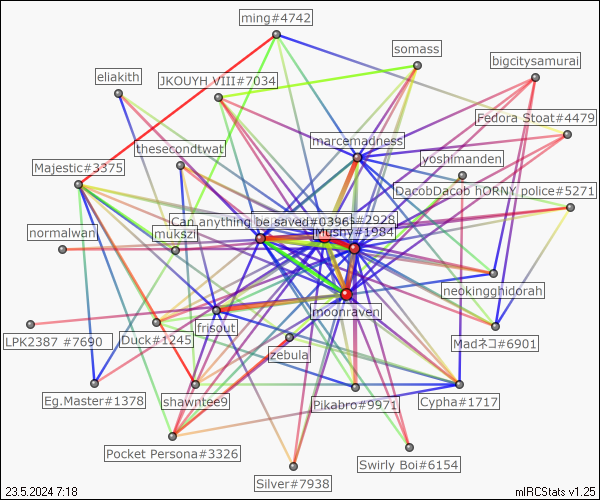 ming#4742
somass
bigcitysamurai
eliakith
JKOUYH VIII#7034
Fedora Stoat#4479
marcemadness
thesecondtwat
yoshimanden
Majestic#3375
DacobDacob hORNY police#5271
Can anything be saved#0396
#2928
Mushy#1984
normalwan
mukszi
neokingghidorah
moonraven
LPK2387 #7690
Duck#1245
frisout
Madネコ#6901
zebula
Eg.Master#1378
shawntee9
Pikabro#9971
Cypha#1717
Pocket Persona#3326
Swirly Boi#6154
Silver#7938
23.5.2024 7:18
mIRCStats v1.25